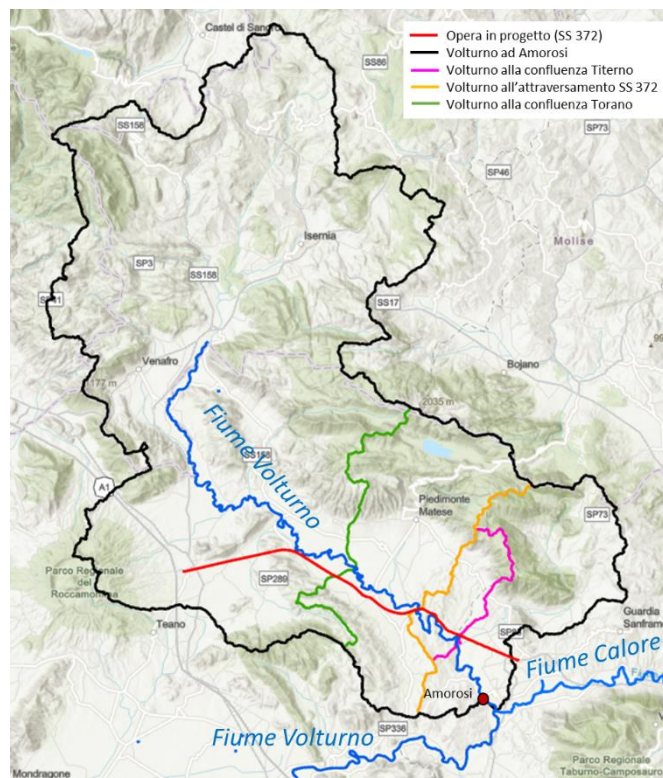 Castel di Sangro
Opera in progetto (SS 372)
Volturno ad Amorosi
Volturno alla confluenza Titerno
Volturno all'attraversamento SS 372
Volturno alla confluenza Torano
SS86
SS158
SP73
SP46
Isernia
Molise
SP3
SS158
SS17
Venafro
Bojano
1177 m
2035 m
Fiume Volturno
SS158
A1
Piedimonte
Matese
SP73
Parco Regionale
del
Roccamonfina
SP289
Teano
Guardia
Sanframo
Fiume Calore
Amorosi
Fiume Volturno
SP336
Mondragone
Parco Regionale
Taburno-Camposauro